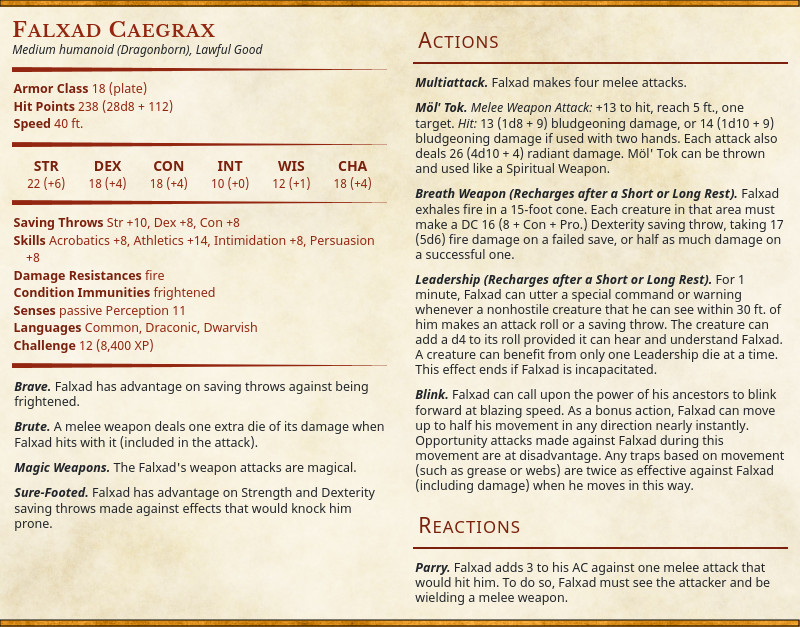 Falxad Caegrax
Medium humanoid (Dragonborn), Lawful Good
Armor Class 18 (plate)
Hit Points 238 (28d8 + 112)
Speed 40 ft.
STR DEX CON INT WIS CHA
22 (+6) 18 (+4) 18 (+4) 10 (+0) 12 (+1) 18 (+4)
Saving Throws Str +10, Dex +8, Con +8
Skills Acrobatics +8, Athletics +14, Intimidation +8, Persuasion
+8
Damage Resistances fire
Condition Immunities frightened
Senses passive Perception 11
Languages Common, Draconic, Dwarvish
Challenge 12 (8,400 XP)
Brave. Falxad has advantage on saving throws against being
frightened.
Brute. A melee weapon deals one extra die of its damage when
Falxad hits with it (included in the attack).
Magic Weapons. The Falxad's weapon attacks are magical.
Sure-Footed. Falxad has advantage on Strength and Dexterity
saving throws made against effects that would knock him
prone.
Actions
Multiattack. Falxad makes four melee attacks.
Möl' Tok. Melee Weapon Attack: +13 to hit, reach 5 ft., one
target. Hit: 13 (1d8 + 9) bludgeoning damage, or 14 (1d10 + 9)
bludgeoning damage if used with two hands. Each attack also
deals 26 (4d10 + 4) radiant damage. Möl' Tok can be thrown
and used like a Spiritual Weapon.
Breath Weapon (Recharges after a Short or Long Rest). Falxad
exhales fire in a 15-foot cone. Each creature in that area must
make a DC 16 (8 + Con + Pro.) Dexterity saving throw, taking 17
(5d6) fire damage on a failed save, or half as much damage on
a successful one.
Leadership (Recharges after a Short or Long Rest). For 1
minute, Falxad can utter a special command or warning
whenever a nonhostile creature that he can see within 30 ft. of
him makes an attack roll or a saving throw. The creature can
add a d4 to its roll provided it can hear and understand Falxad.
A creature can benefit from only one Leadership die at a time.
This effect ends if Falxad is incapacitated.
Blink. Falxad can call upon the power of his ancestors to blink
forward at blazing speed. As a bonus action, Falxad can move
up to half his movement in any direction nearly instantly.
Opportunity attacks made against Falxad during this
movement are at disadvantage. Any traps based on movement
(such as grease or webs) are twice as effective against Falxad
(including damage) when he moves in this way.
Reactions
Parry. Falxad adds 3 to his AC against one melee attack that
would hit him. To do so, Falxad must see the attacker and be
wielding a melee weapon.